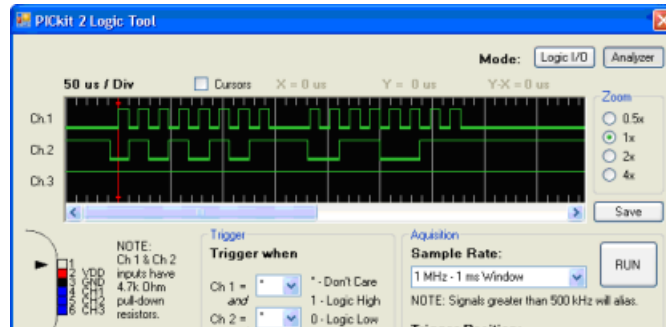 PICkit 2 Logic Tool
Mode: Logic I/O Analyzer
50 us / Div Cursors X = 0 us Y = 0 us Y-X = 0 us
Zoom
Ch.1
0.5x
1x
Ch.2
2x
Ch.3
4x
Save
NOTE:
Ch 1 & Ch 2
inputs have
4.7k Ohm
pull-down
resistors.
1
2 VDD
3 GND
4 CH1
5 CH2
6 CH3
Trigger
Trigger when
Ch 1 = * * - Don't Care
and 1 - Logic High
Ch 2 = * 0 - Logic Low
Aquisition
Sample Rate:
1 MHz - 1 ms Window
RUN
NOTE: Signals greater than 500 kHz will alias.